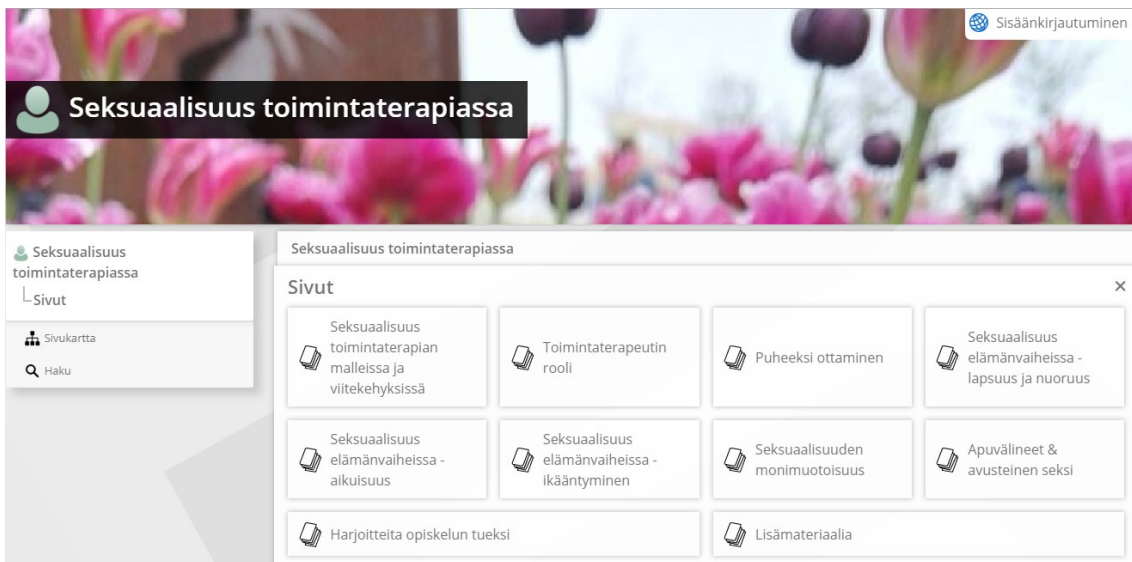 Sisäänkirjautuminen
Seksuaalisuus toimintaterapiassa
Seksuaalisuus
toimintaterapiassa
Sivut
Sivukartta
Haku
Seksuaalisuus toimintaterapiassa
Sivut
Seksuaalisuus
toimintaterapian
malleissa ja
viitekehyksissä
Toimintaterapeutin
rooli
Puheeksi ottaminen
Seksuaalisuus
elämänvaiheissa -
lapsuus ja nuoruus
Seksuaalisuus
elämänvaiheissa -
aikuisuus
Seksuaalisuus
elämänvaiheissa -
ikääntyminen
Seksuaalisuuden
monimuotoisuus
Apuvälineet &
avusteinen seksi
Harjoitteita opiskelun tueksi
Lisämateriaalia